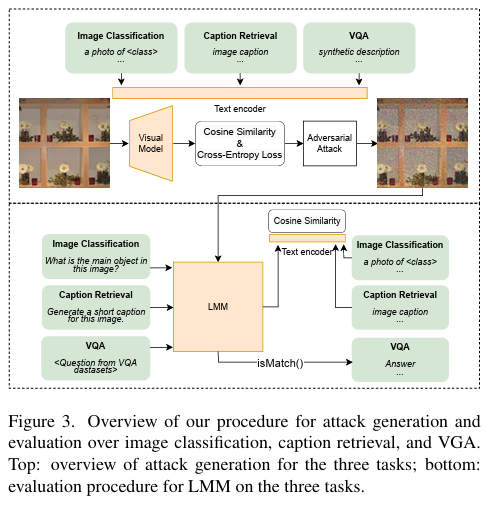 Image Classification
a photo of <class>
...
Caption Retrieval
image caption
...
VQA
synthetic description
...
Text encoder
Visual
Model
Cosine Similarity
&
Cross-Entropy Loss
Adversarial
Attack
Image Classification
What is the main object in
this image?
Caption Retrieval
Generate a short caption
for this image.
VQA
<Question from VQA
dastasets>
LMM
Cosine Similarity
Text encoder
isMatch()
Image Classification
a photo of <class>
...
Caption Retrieval
image caption
...
VQA
Answer
...
Figure 3. Overview of our procedure for attack generation and
evaluation over image classification, caption retrieval, and VGA.
Top: overview of attack generation for the three tasks; bottom:
evaluation procedure for LMM on the three tasks.